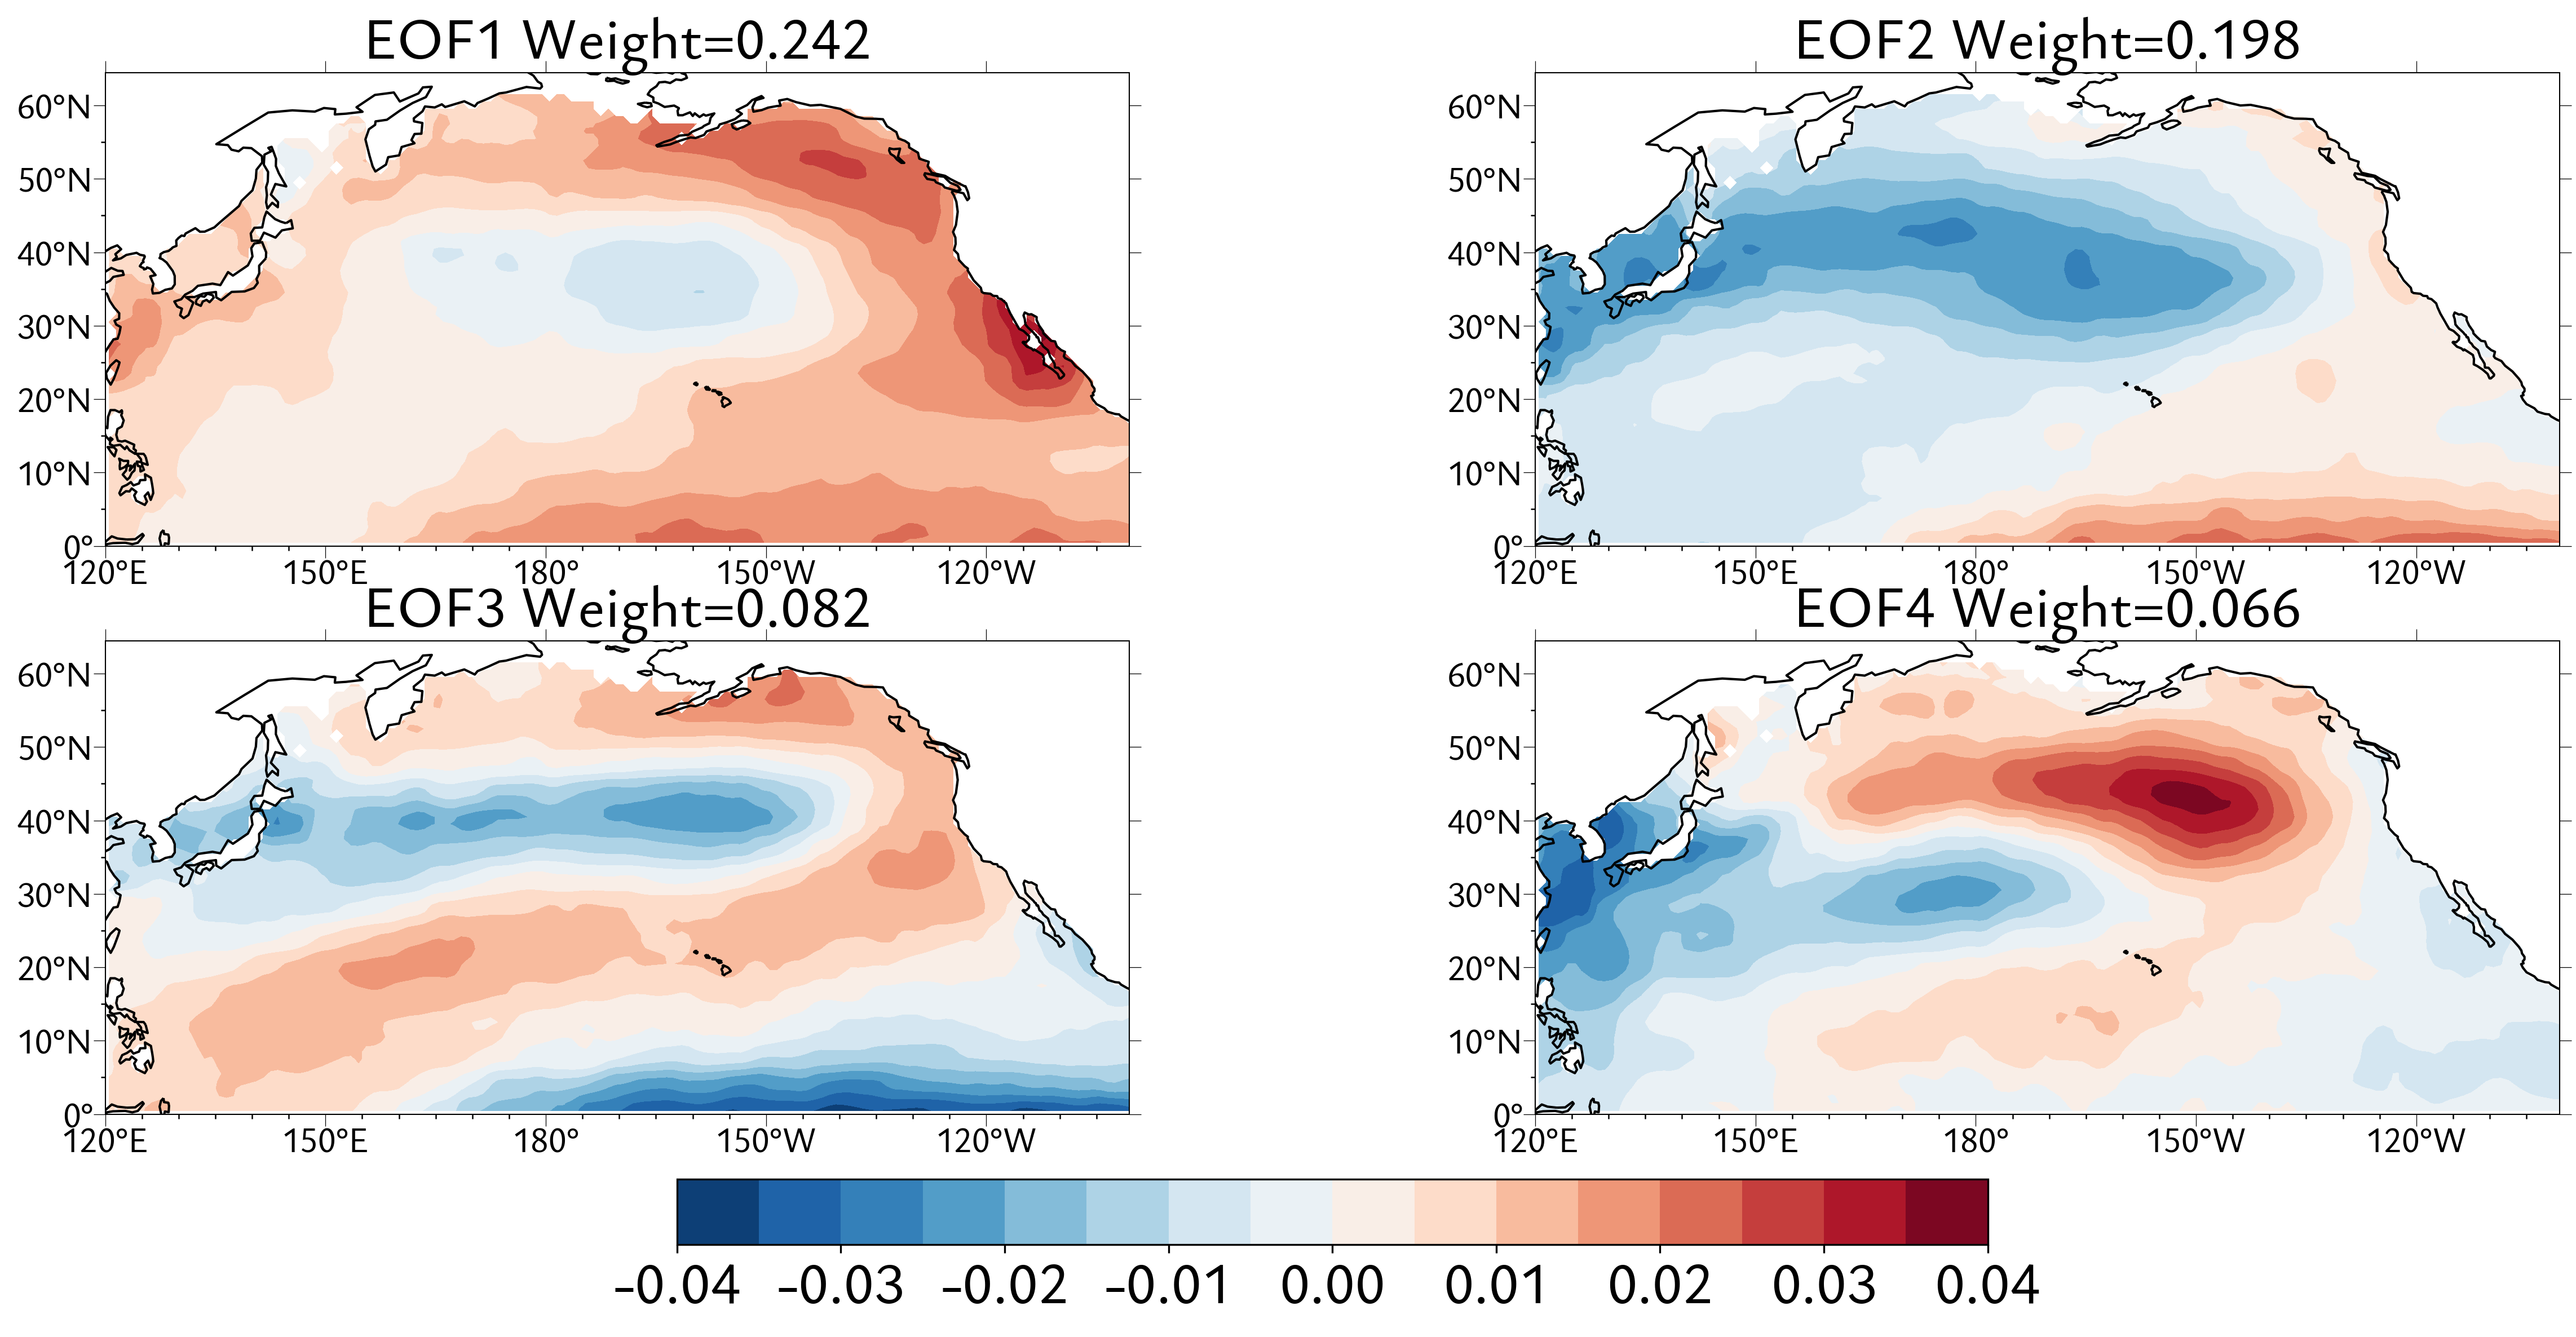 EOF1 Weight=0.242
60°N
50°N
40°N
30°N
20°N
10°N
0°
120°E 150°E 180° 150°W 120°W
EOF2 Weight=0.198
60°N
50°N
40°N
30°N
20°N
10°N
0°
120°E 150°E 180° 150°W 120°W
EOF3 Weight=0.082
60°N
50°N
40°N
30°N
20°N
10°N
0°
120°E 150°E 180° 150°W 120°W
EOF4 Weight=0.066
60°N
50°N
40°N
30°N
20°N
10°N
0°
120°E 150°E 180° 150°W 120°W
-0.04 -0.03 -0.02 -0.01 0.00 0.01 0.02 0.03 0.04